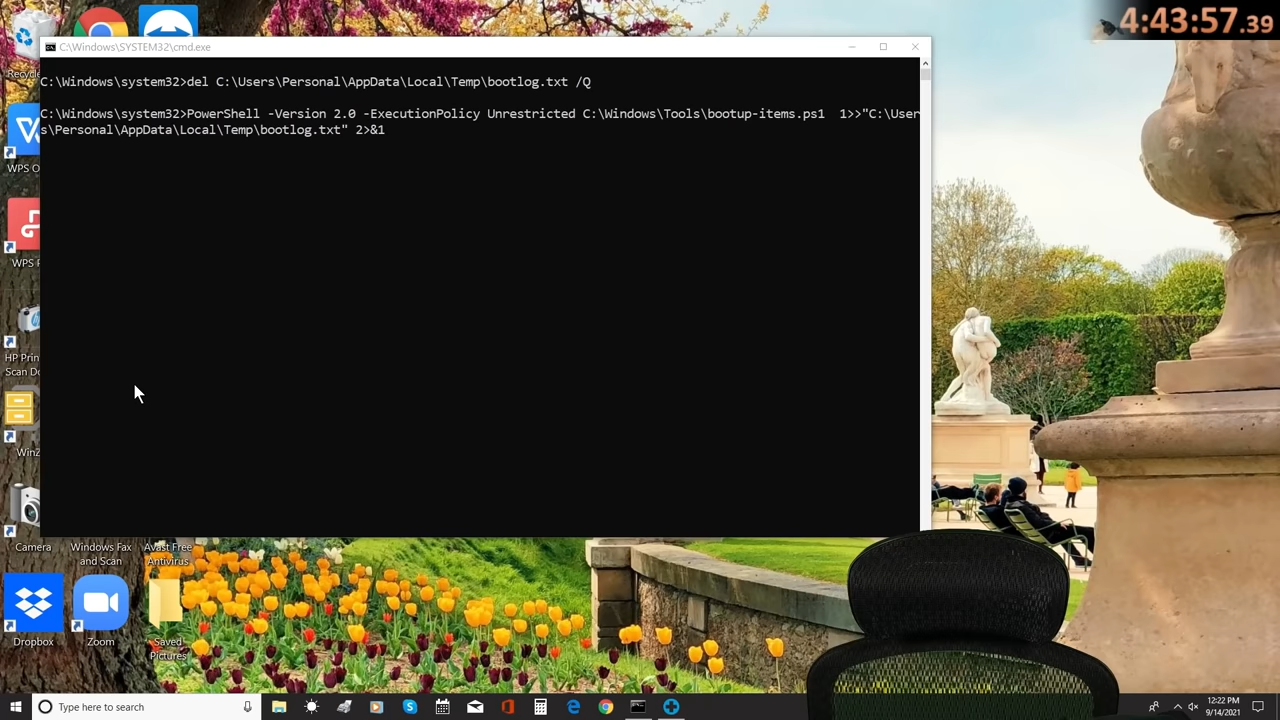 4:43:57.39
C:\Windows\SYSTEM32\cmd.exe
C:\Windows\system32>del C:\Users\Personal\AppData\Local\Temp\bootlog.txt /Q
C:\Windows\system32>PowerShell -Version 2.0 -ExecutionPolicy Unrestricted C:\Windows\Tools\bootup-items.ps1  1>>"C:\User
s\Personal\AppData\Local\Temp\bootlog.txt" 2>&1
Recycle
WPS O
WPS P
HP Prin
Scan Do
WinZ
Camera
Windows Fax
and Scan
Avast Free
Antivirus
Dropbox
Zoom
Saved
Pictures
Type here to search
12:22 PM
9/14/2021